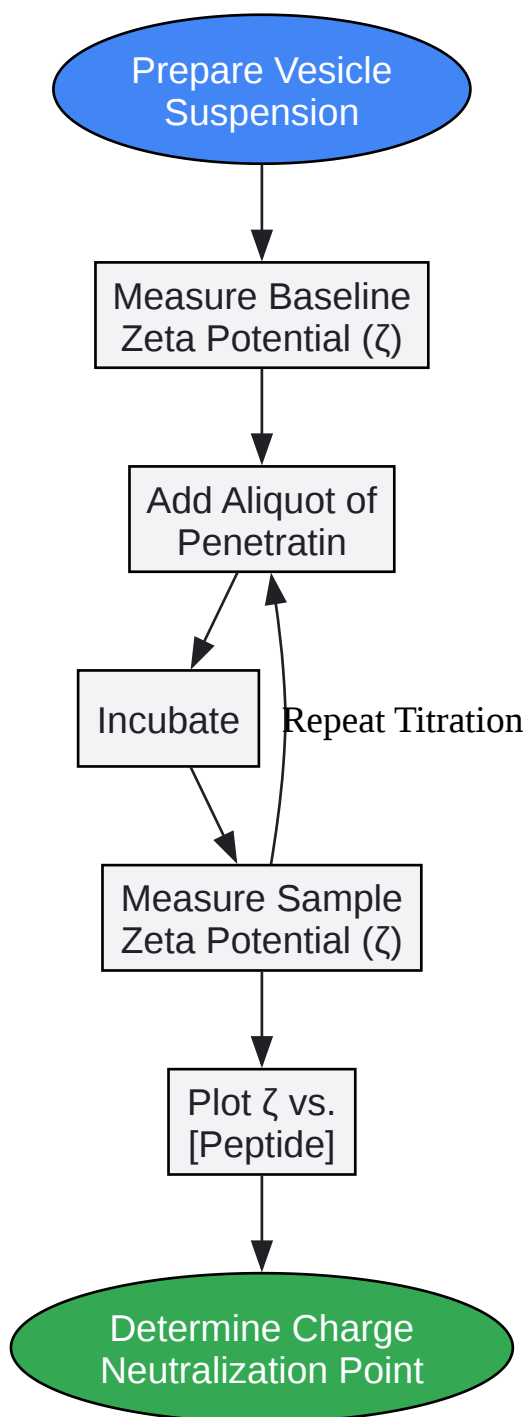 Prepare Vesicle
Suspension
Measure Baseline
Zeta Potential (ζ)
Add Aliquot of
Penetratin
Incubate
Repeat Titration
Measure Sample
Zeta Potential (ζ)
Plot ζ vs.
[Peptide]
Determine Charge
Neutralization Point